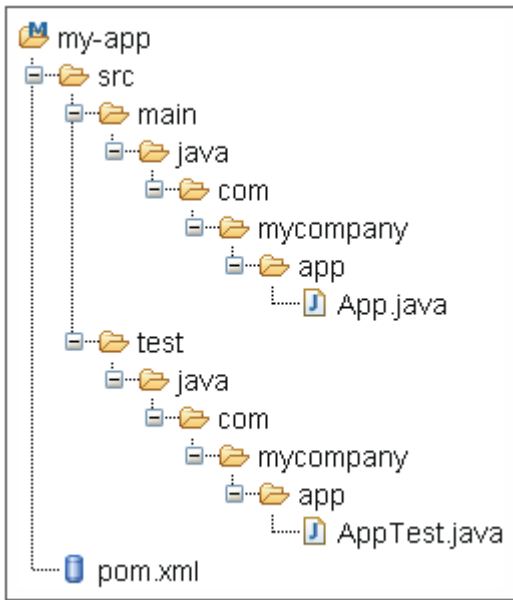 my-app
src
main
java
com
mycompany
app
App.java
test
java
com
mycompany
app
AppTest.java
pom.xml